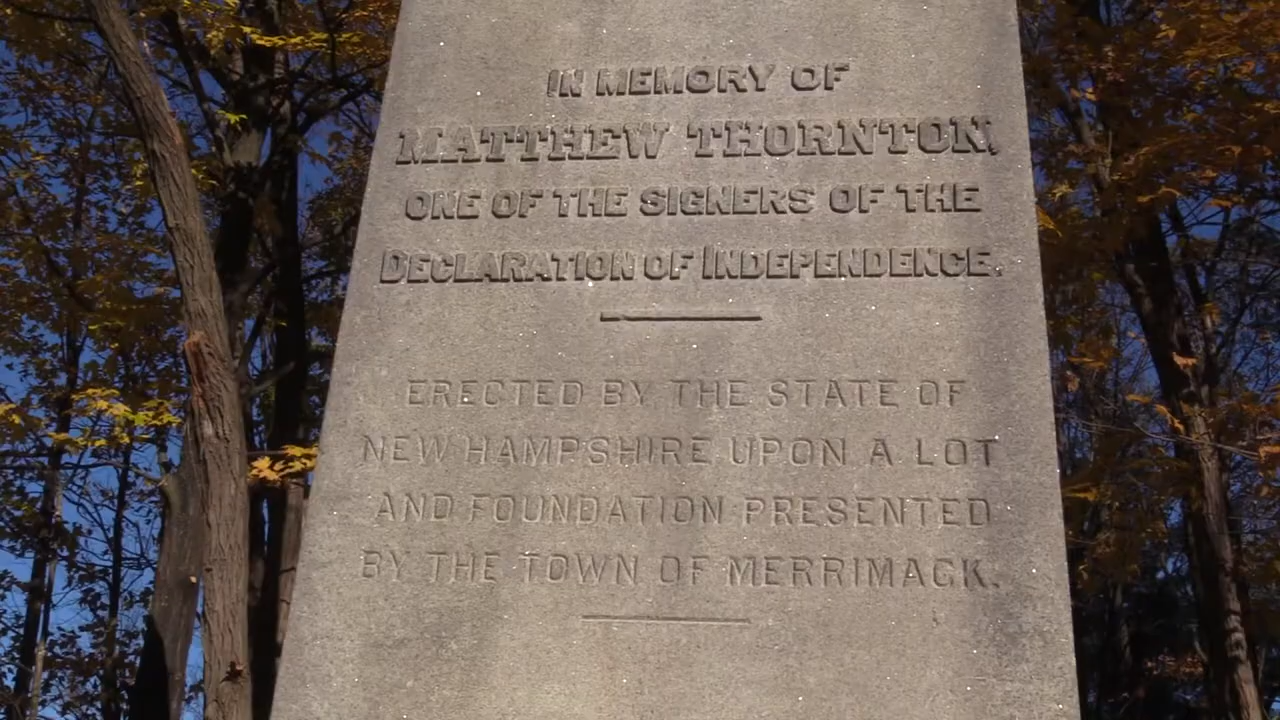 IN MEMORY OF
MATTHEW THORNTON,
ONE OF THE SIGNERS OF THE
DECLARATION OF INDEPENDENCE.
ERECTED BY THE STATE OF
NEW HAMPSHIRE UPON A LOT
AND FOUNDATION PRESENTED
BY THE TOWN OF MERRIMACK.